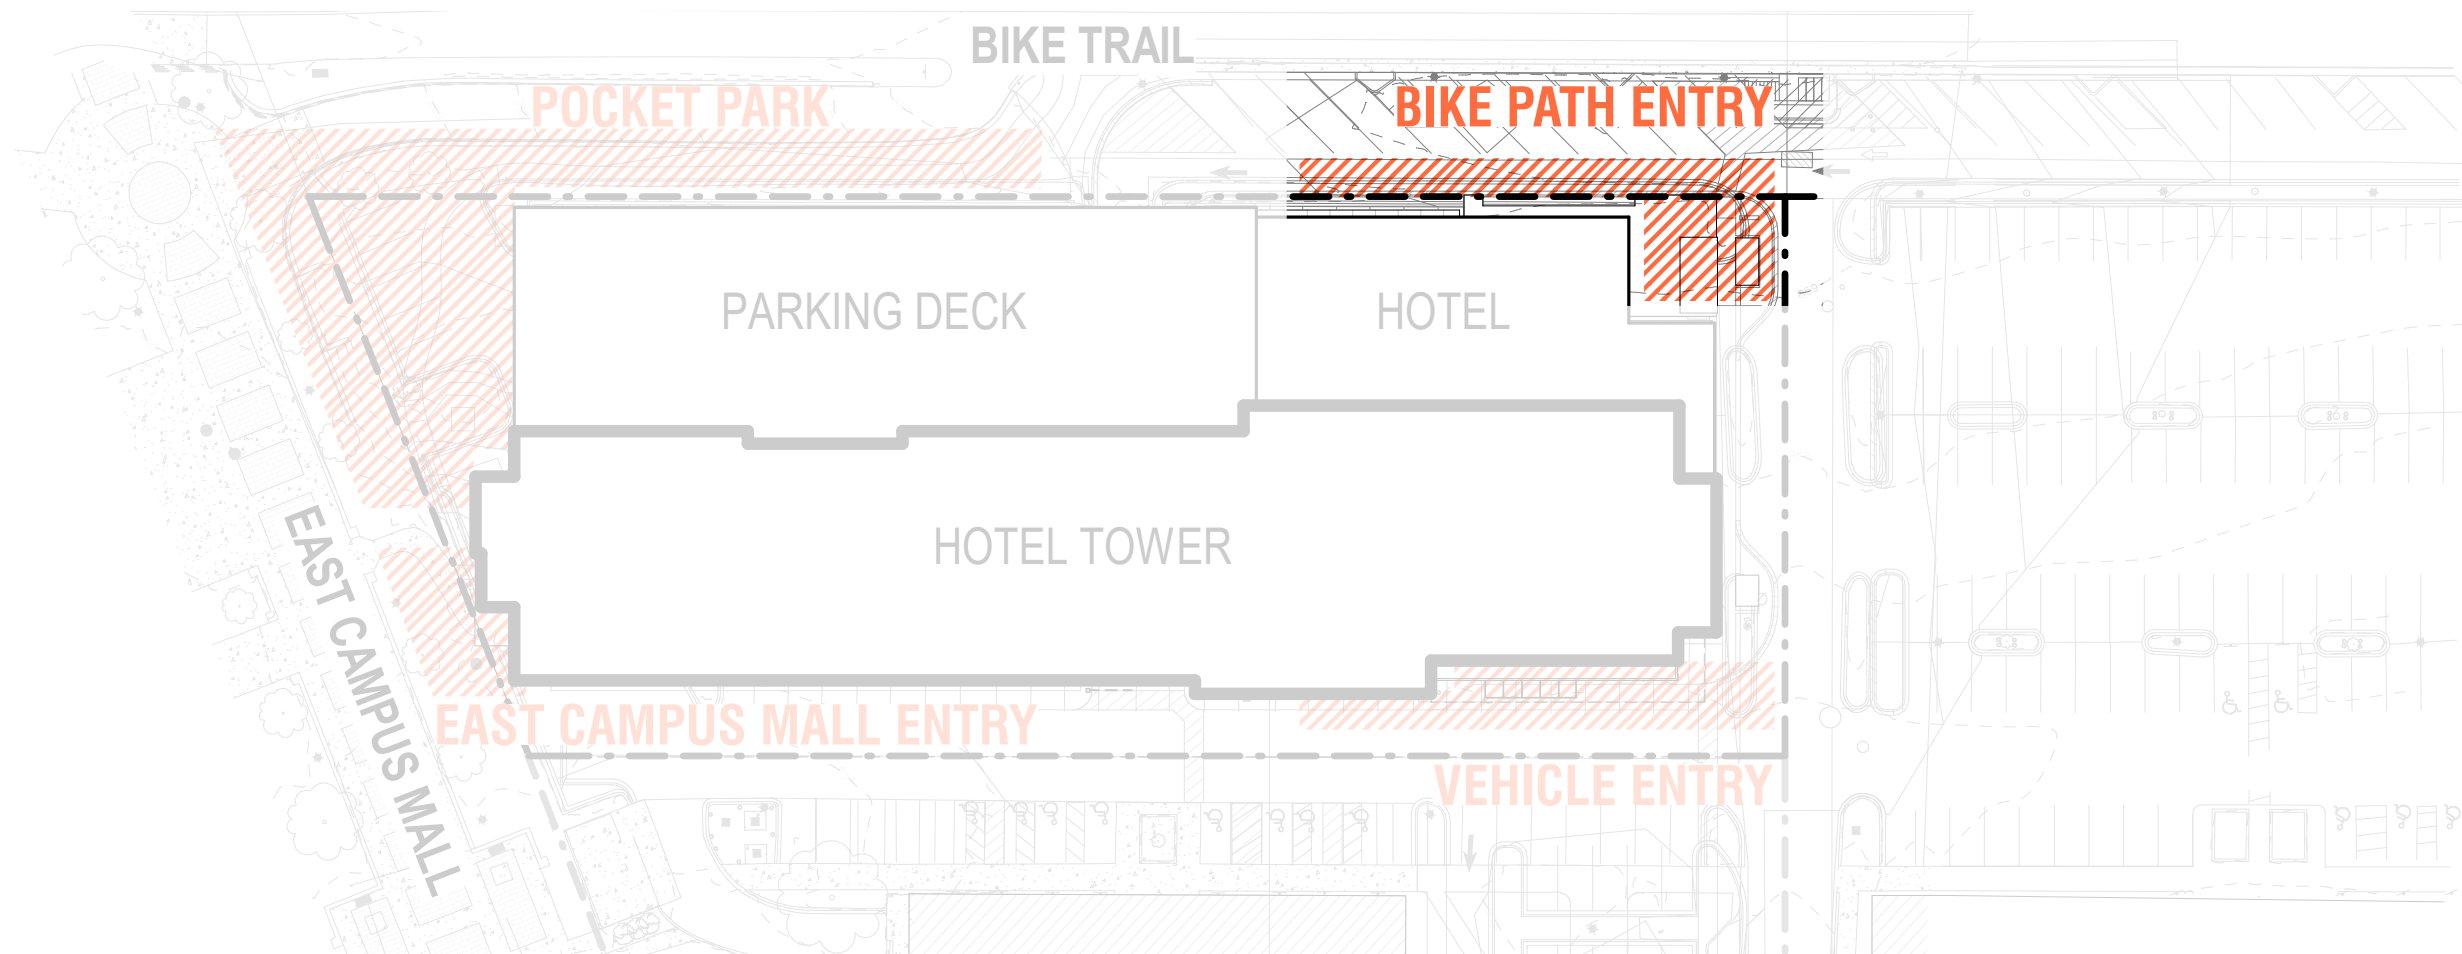 BIKE TRAIL
POCKET PARK
BIKE PATH ENTRY
PARKING DECK
HOTEL
HOTEL TOWER
EAST CAMPUS MALL
EAST CAMPUS MALL ENTRY
VEHICLE ENTRY